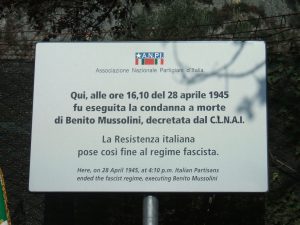 A.N.P.I.
Associazione Nazionale Partigiani d'Italia
Qui, alle ore 16,10 del 28 aprile 1945
fu eseguita la condanna a morte
di Benito Mussolini, decretata dal C.L.N.A.I.
La Resistenza italiana
pose così fine al regime fascista.
Here, on 28 April 1945, at 4:10 p.m. Italian Partisans
ended the fascist regime, executing Benito Mussolini